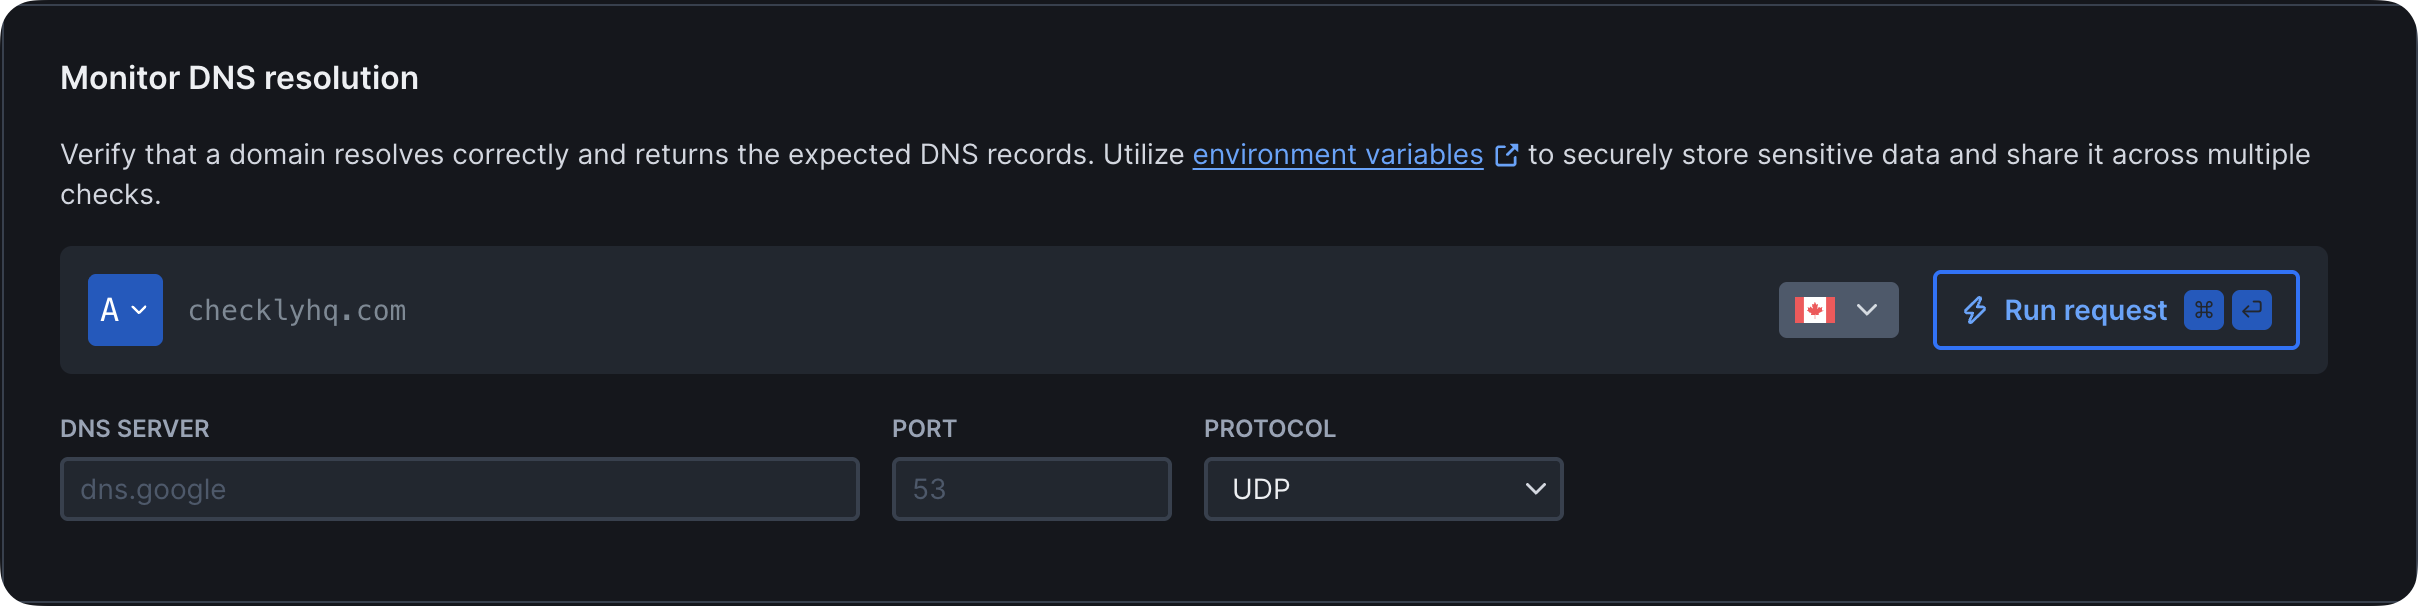 Monitor DNS resolution
Verify that a domain resolves correctly and returns the expected DNS records. Utilize environment variables to securely store sensitive data and share it across multiple
checks.
A checklyhq.com Run request ⌘ ↵
DNS SERVER PORT PROTOCOL
dns.google 53 UDP